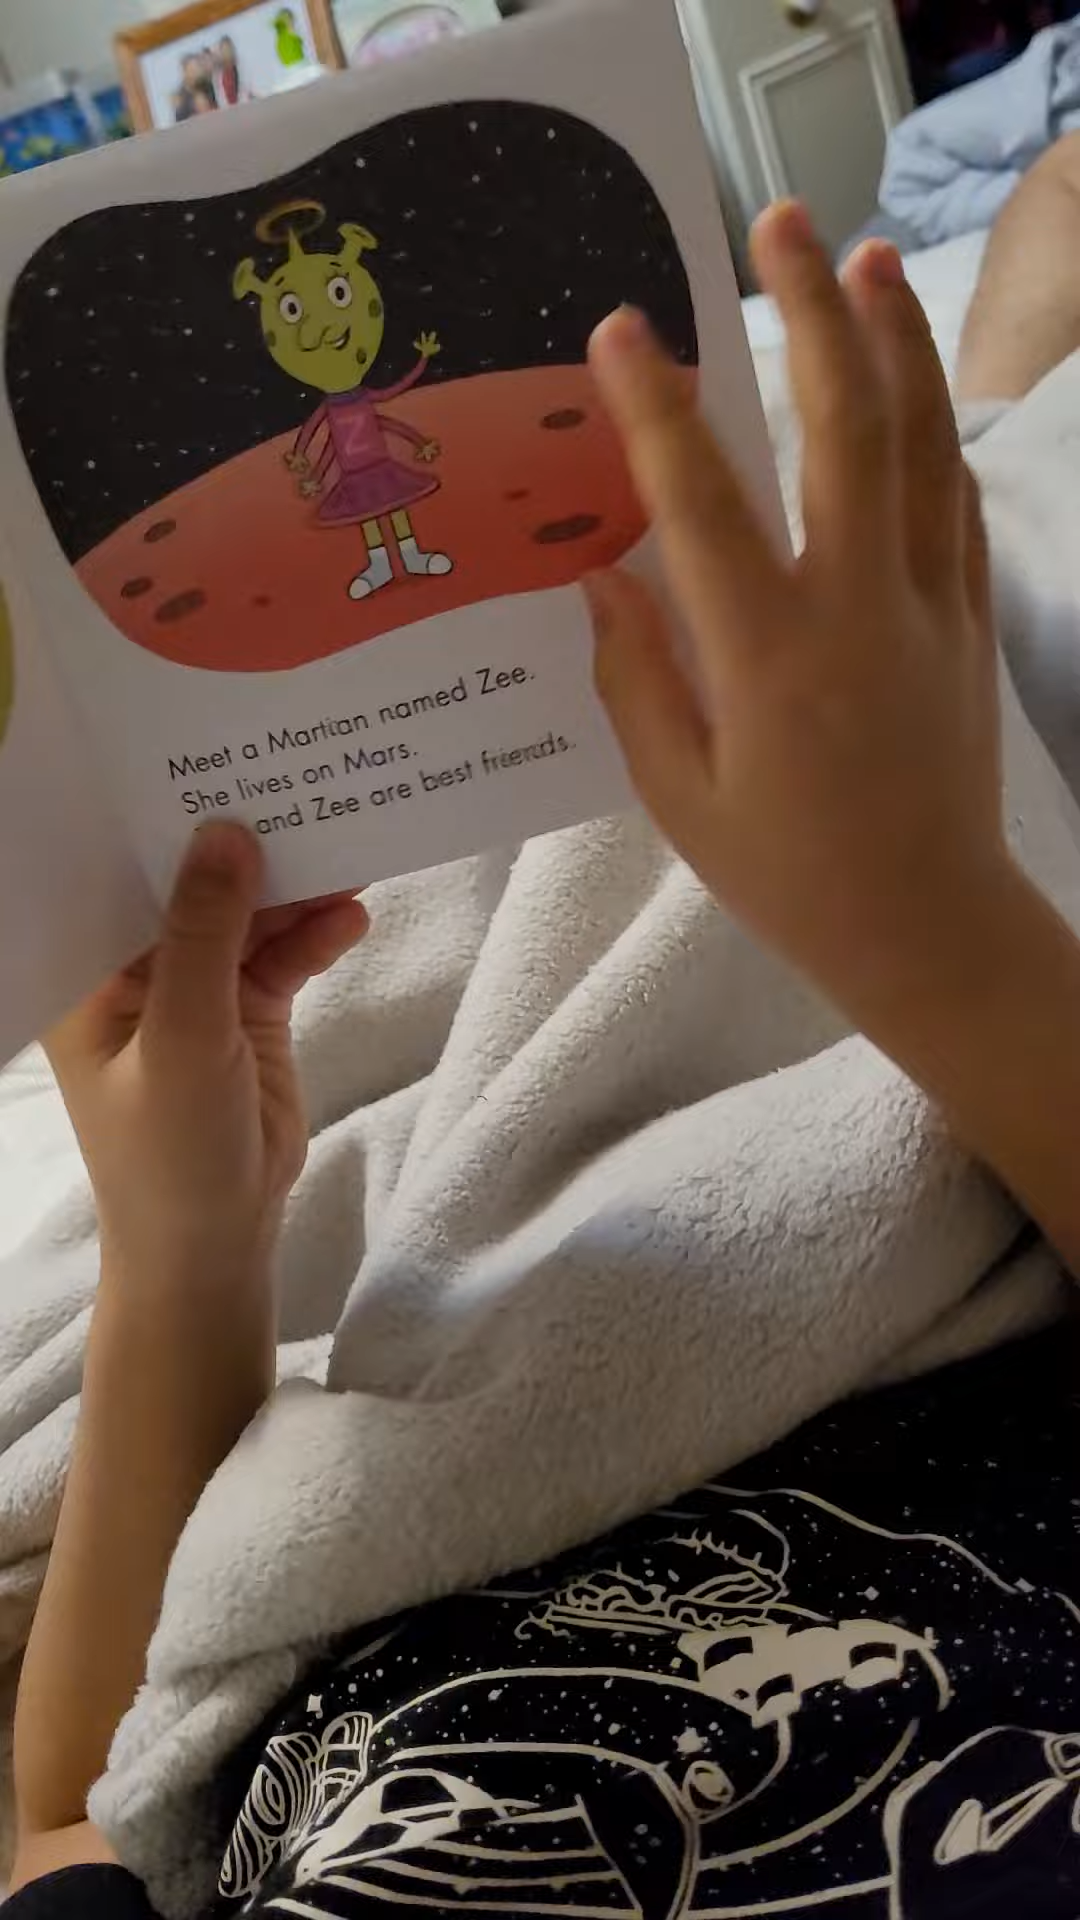 Z
Meet a Martian named Zee.
She lives on Mars.
and Zee are best friends.